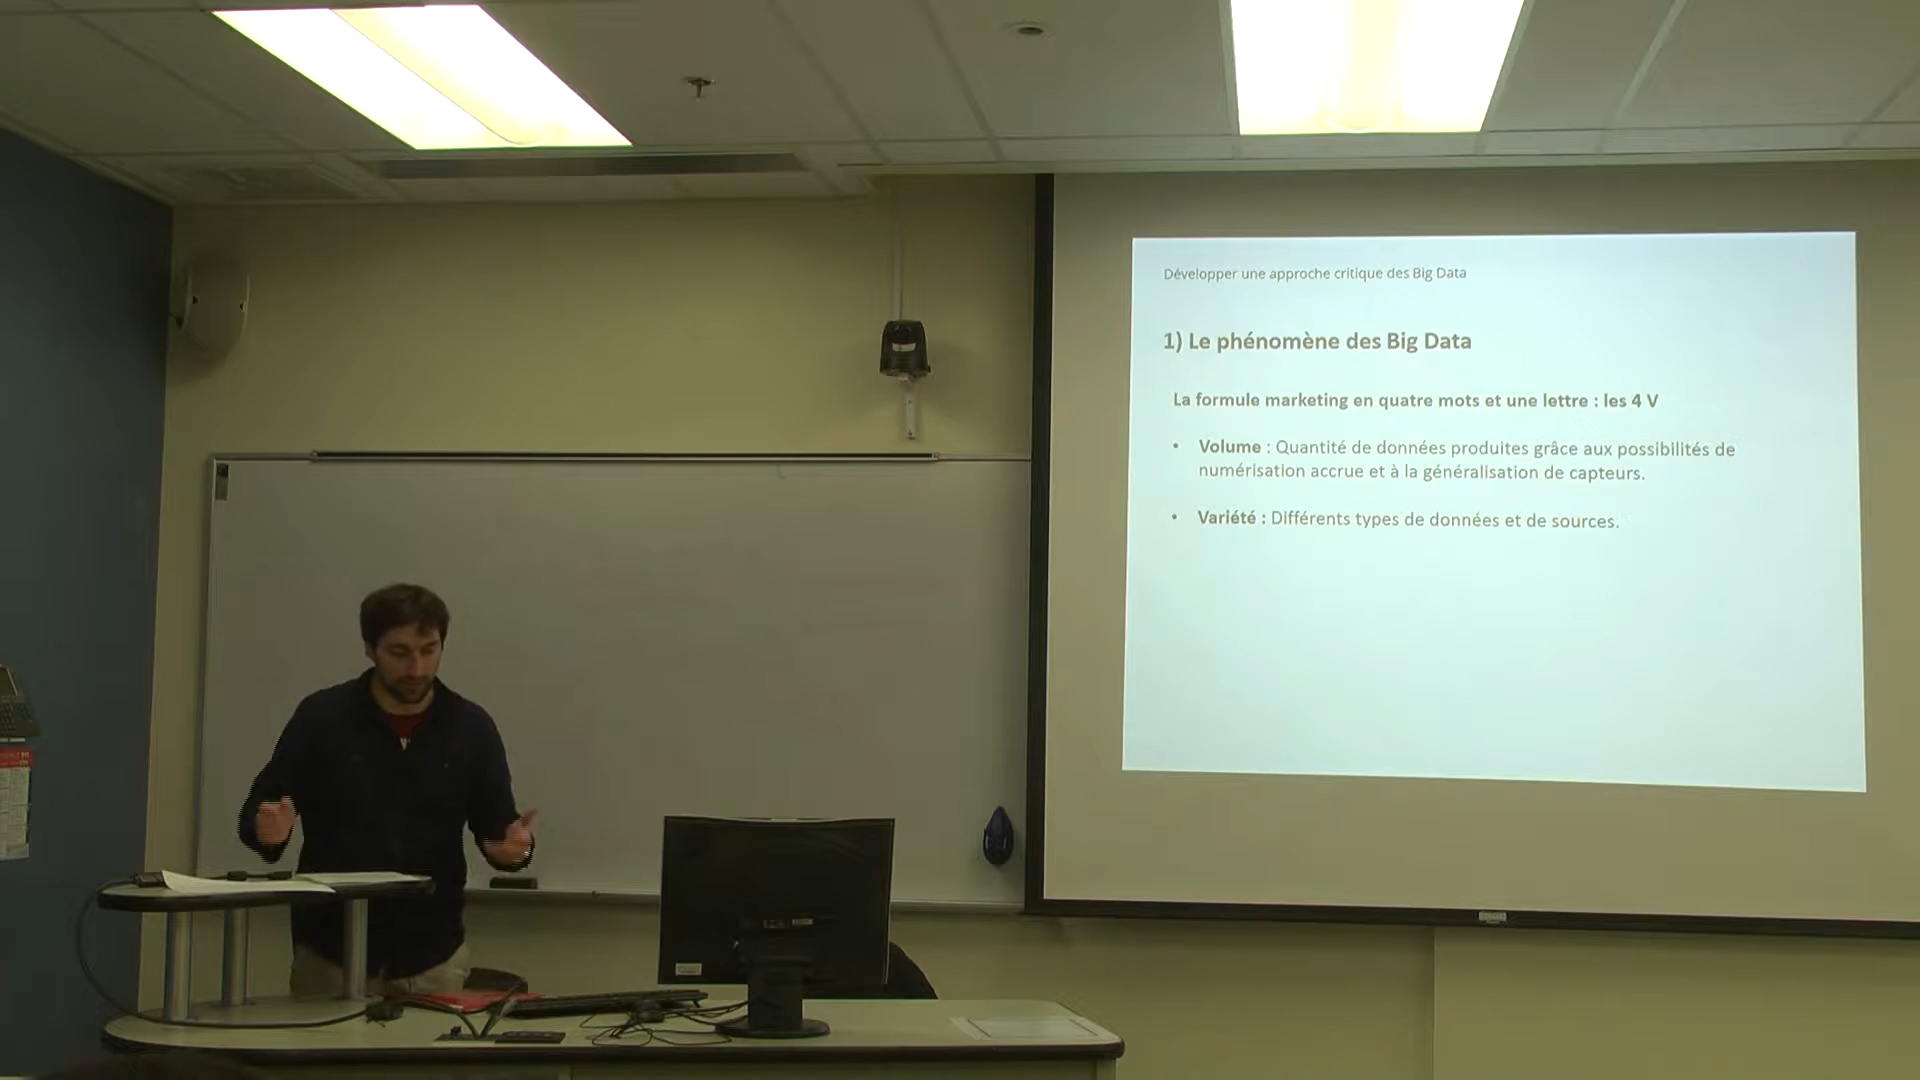 Développer une approche critique des Big Data
1) Le phénomène des Big Data
La formule marketing en quatre mots et une lettre : les 4 V
• Volume : Quantité de données produites grâce aux possibilités de
numérisation accrue et à la généralisation de capteurs.
• Variété : Différents types de données et de sources.